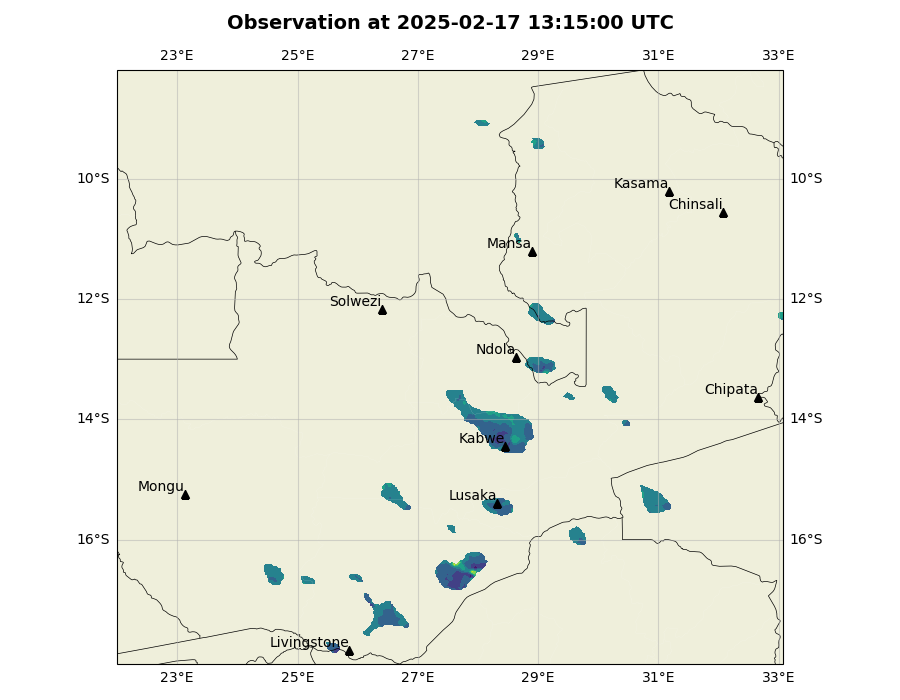 Observation at 2025-02-17 13:15:00 UTC
23°E 25°E 27°E 29°E 31°E 33°E
10°S 10°S
Kasama
Chinsali
Mansa
12°S 12°S
Solwezi
Ndola
Chipata
14°S 14°S
Kabwe
Mongu
Lusaka
16°S 16°S
Livingstone
23°E 25°E 27°E 29°E 31°E 33°E